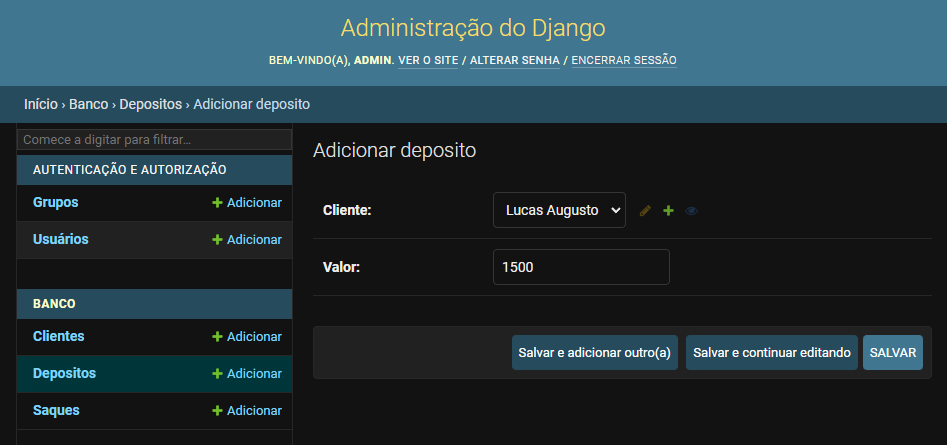 Administração do Django
BEM-VINDO(A), ADMIN. VER O SITE / ALTERAR SENHA / ENCERRAR SESSÃO
Início › Banco › Depositos › Adicionar deposito
Comece a digitar para filtrar...
AUTENTICAÇÃO E AUTORIZAÇÃO
Grupos + Adicionar
Usuários + Adicionar
BANCO
Clientes + Adicionar
Depositos + Adicionar
Saques + Adicionar
Adicionar deposito
Cliente: Lucas Augusto
Valor: 1500
Salvar e adicionar outro(a) Salvar e continuar editando SALVAR